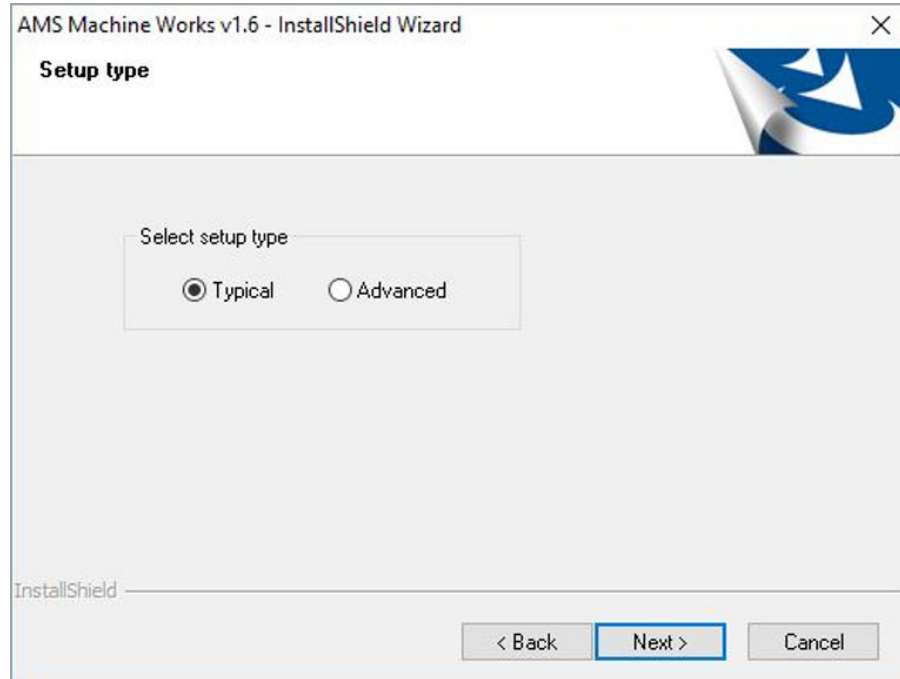 AMS Machine Works v1.6 - InstallShield Wizard
Setup type
Select setup type
Typical Advanced
InstallShield
< Back Next > Cancel